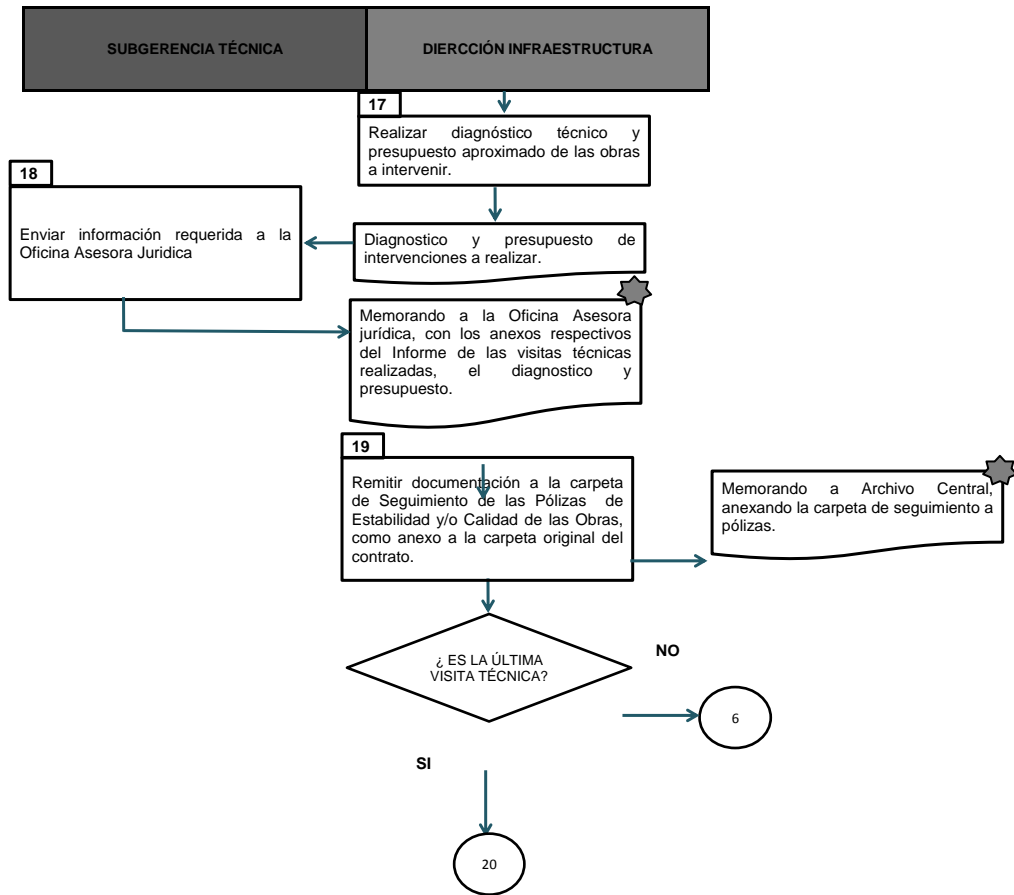 SUBGERENCIA TÉCNICA
DIERCCIÓN INFRAESTRUCTURA
17
Realizar diagnóstico técnico y
presupuesto aproximado de las obras
a intervenir.
18
Enviar información requerida a la
Oficina Asesora Juridica
Diagnostico y presupuesto de
intervenciones a realizar.
Memorando a la Oficina Asesora
jurídica, con los anexos respectivos
del Informe de las visitas técnicas
realizadas, el diagnostico y
presupuesto.
19
Remitir documentación a la carpeta
de Seguimiento de las Pólizas de
Estabilidad y/o Calidad de las Obras,
como anexo a la carpeta original del
contrato.
Memorando a Archivo Central,
anexando la carpeta de seguimiento a
pólizas.
¿ ES LA ÚLTIMA
VISITA TÉCNICA?
NO
6
SI
20